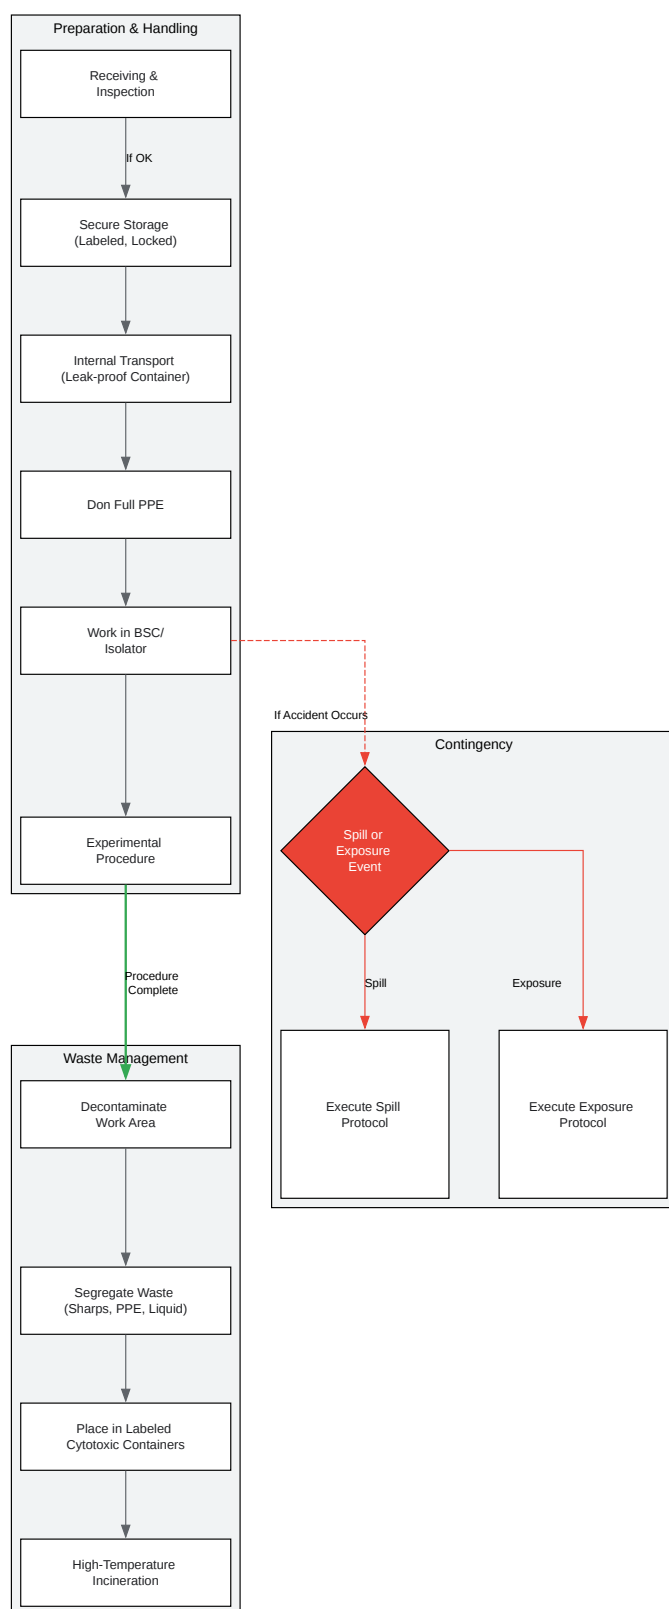 Preparation & Handling
Receiving &
Inspection
If OK
Secure Storage
(Labeled, Locked)
Internal Transport
(Leak-proof Container)
Don Full PPE
Work in BSC/
Isolator
If Accident Occurs
Contingency
Spill or
Exposure
Event
Experimental
Procedure
Procedure
Complete
Spill
Exposure
Execute Spill
Protocol
Execute Exposure
Protocol
Waste Management
Decontaminate
Work Area
Segregate Waste
(Sharps, PPE, Liquid)
Place in Labeled
Cytotoxic Containers
High-Temperature
Incineration